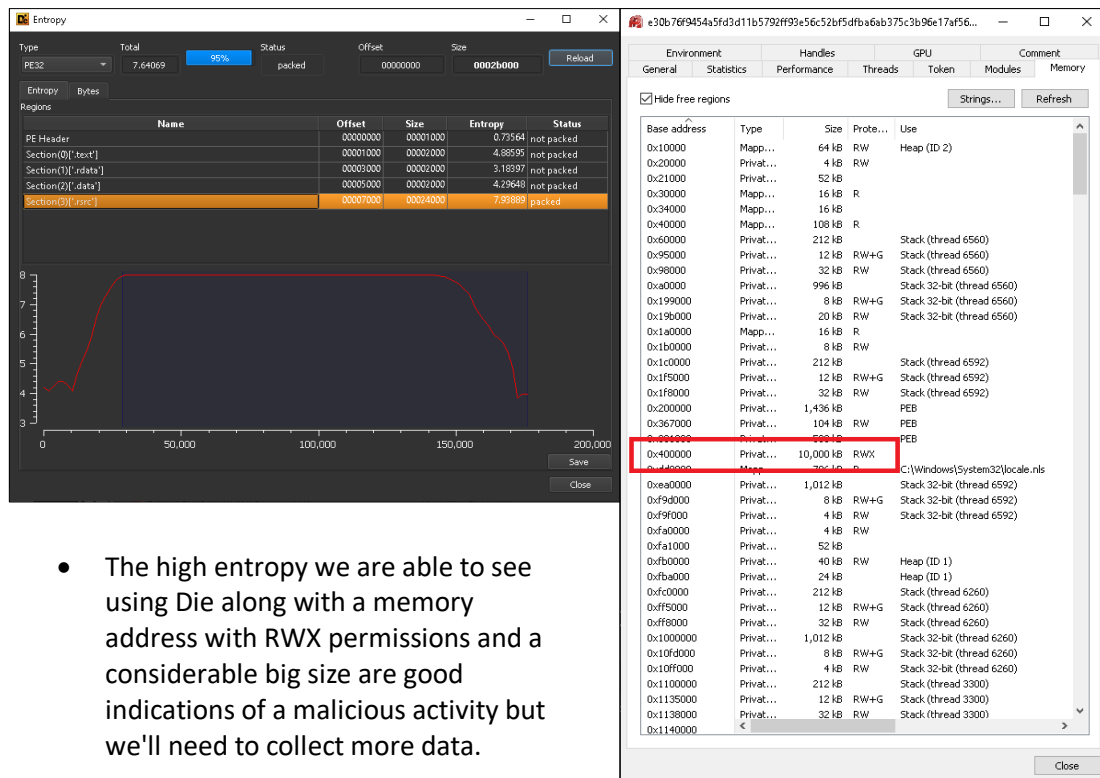 Entropy
Type Total Status Offset Size
PE32 7.64069 95% packed 00000000 0002b000 Reload
Entropy Bytes
Regions
Name Offset Size Entropy Status
PE Header 00000000 00001000 0.73564 not packed
Section(0)['.text'] 00001000 00002000 4.88595 not packed
Section(1)['.rdata'] 00003000 00002000 3.18397 not packed
Section(2)['.data'] 00005000 00002000 4.29648 not packed
Section(3)['.rsrc'] 00007000 00024000 7.93889 packed
8
7
6
5
4
3
0 50,000 100,000 150,000 200,000
Save
Close
• The high entropy we are able to see
using Die along with a memory
address with RWX permissions and a
considerable big size are good
indications of a malicious activity but
we'll need to collect more data.
e30b76f9454a5fd3d11b5792ff93e56c52bf5dfba6ab375c3b96e17af56...
Environment Handles GPU Comment
General Statistics Performance Threads Token Modules Memory
Hide free regions Strings... Refresh
Base address Type Size Prote... Use
0x10000 Mapp... 64 kB RW Heap (ID 2)
0x20000 Privat... 4 kB RW
0x21000 Privat... 52 kB
0x30000 Mapp... 16 kB R
0x34000 Mapp... 16 kB
0x40000 Mapp... 108 kB R
0x60000 Privat... 212 kB Stack (thread 6560)
0x95000 Privat... 12 kB RW+G Stack (thread 6560)
0x98000 Privat... 32 kB RW Stack (thread 6560)
0xa0000 Privat... 996 kB Stack 32-bit (thread 6560)
0x199000 Privat... 8 kB RW+G Stack 32-bit (thread 6560)
0x19b000 Privat... 20 kB RW Stack 32-bit (thread 6560)
0x1a0000 Mapp... 16 kB R
0x1b0000 Privat... 8 kB RW
0x1c0000 Privat... 212 kB Stack (thread 6592)
0x1f5000 Privat... 12 kB RW+G Stack (thread 6592)
0x1f8000 Privat... 32 kB RW Stack (thread 6592)
0x200000 Privat... 1,436 kB PEB
0x367000 Privat... 104 kB RW PEB
PEB
0x400000 Privat... 10,000 kB RWX
C:\Windows\System32\locale.nls
0xea0000 Privat... 1,012 kB Stack 32-bit (thread 6592)
0xf9d000 Privat... 8 kB RW+G Stack 32-bit (thread 6592)
0xf9f000 Privat... 4 kB RW Stack 32-bit (thread 6592)
0xfa0000 Privat... 4 kB RW
0xfa1000 Privat... 52 kB
0xfb0000 Privat... 40 kB RW Heap (ID 1)
0xfba000 Privat... 24 kB Heap (ID 1)
0xfc0000 Privat... 212 kB Stack (thread 6260)
0xff5000 Privat... 12 kB RW+G Stack (thread 6260)
0xff8000 Privat... 32 kB RW Stack (thread 6260)
0x1000000 Privat... 1,012 kB Stack 32-bit (thread 6260)
0x10fd000 Privat... 8 kB RW+G Stack 32-bit (thread 6260)
0x10ff000 Privat... 4 kB RW Stack 32-bit (thread 6260)
0x1100000 Privat... 212 kB Stack (thread 3300)
0x1135000 Privat... 12 kB RW+G Stack (thread 3300)
0x1138000 Privat... 32 kB RW Stack (thread 3300)
0x1140000
Close